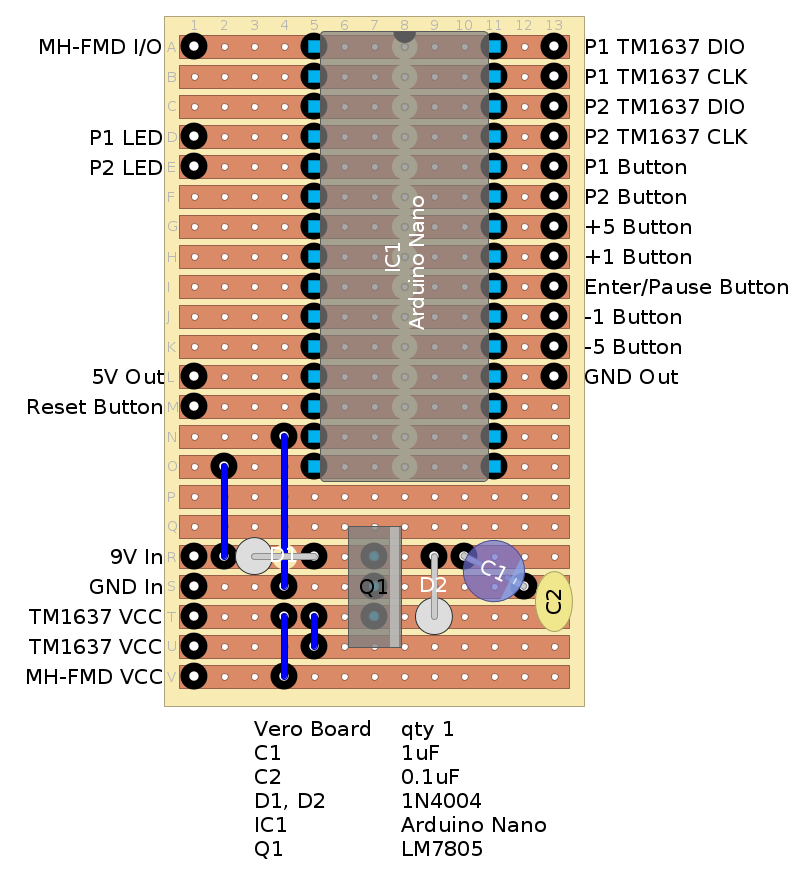 1 2 3 4 5 6 7 8 9 10 11 12 13
MH-FMD I/O A P1 TM1637 DIO
B P1 TM1637 CLK
C P2 TM1637 DIO
P1 LED D P2 TM1637 CLK
P2 LED E P1 Button
F P2 Button
G +5 Button
H +1 Button
I Enter/Pause Button
J -1 Button
K -5 Button
5V Out L GND Out
Reset Button M
IC1
Arduino Nano
N
O
P
Q
9V In R D1
GND In S Q1 D2 C1 C2
TM1637 VCC T
TM1637 VCC U
MH-FMD VCC V
Vero Board qty 1
C1 1uF
C2 0.1uF
D1, D2 1N4004
IC1 Arduino Nano
Q1 LM7805